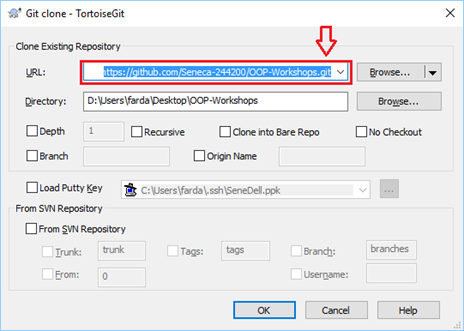 Git clone - TortoiseGit
Clone Existing Repository
URL: https://github.com/Seneca-244200/OOP-Workshops.git Browse...
Directory: D:\Users\farda\Desktop\OOP-Workshops Browse...
Depth 1 Recursive Clone into Bare Repo No Checkout
Branch Origin Name
Load Putty Key C:\Users\farda\.ssh\SeneDell.ppk ...
From SVN Repository
From SVN Repository
Trunk: trunk Tags: tags Branch: branches
From: 0 Username:
OK Cancel Help